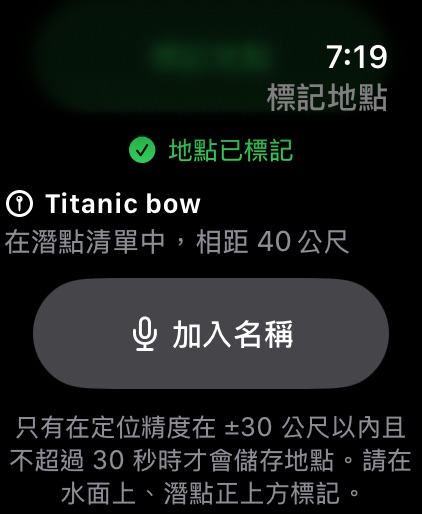 7:19
標記地點
地點已標記
Titanic bow
在潛點清單中，相距 40 公尺
加入名稱
只有在定位精度在 ±30 公尺以內且
不超過 30 秒時才會儲存地點。請在
水面上、潛點正上方標記。